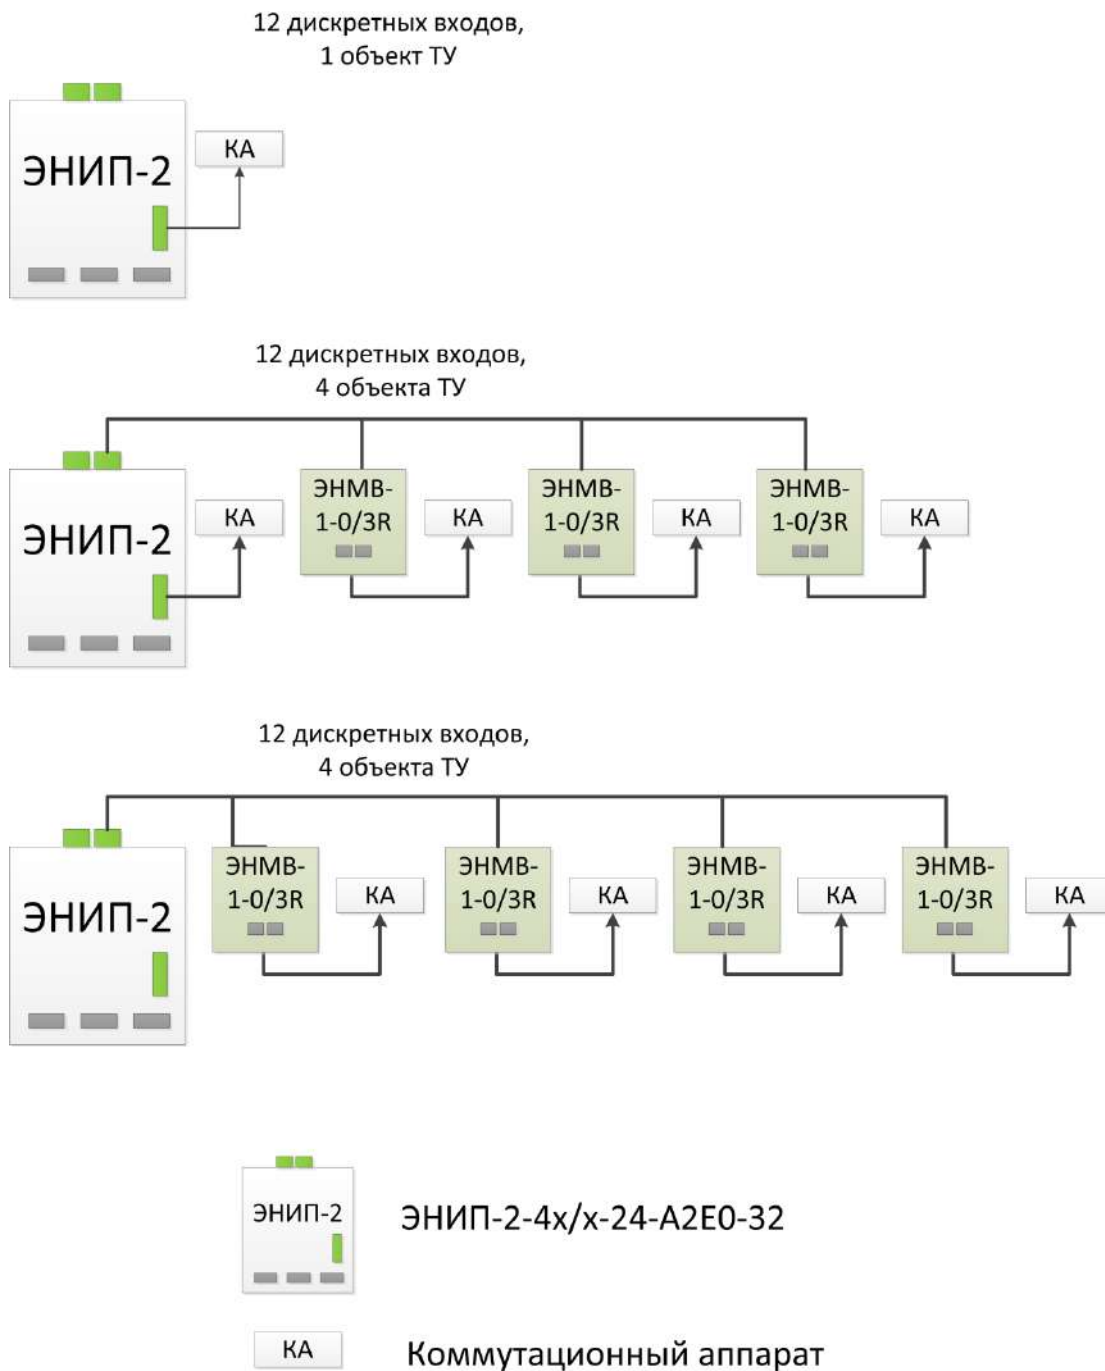 12 дискретных входов,
1 объект ТУ
ЭНИП-2
КА
12 дискретных входов,
4 объекта ТУ
ЭНИП-2
КА
ЭНМВ-
1-0/3R
КА
ЭНМВ-
1-0/3R
КА
ЭНМВ-
1-0/3R
КА
12 дискретных входов,
4 объекта ТУ
ЭНИП-2
ЭНМВ-
1-0/3R
КА
ЭНМВ-
1-0/3R
КА
ЭНМВ-
1-0/3R
КА
ЭНМВ-
1-0/3R
КА
ЭНИП-2
ЭНИП-2-4х/х-24-А2Е0-32
КА
Коммутационный аппарат